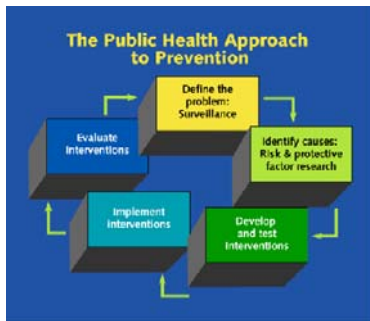 The Public Health Approach
to Prevention
Define the
problem:
Surveillance
Identify causes:
Risk & protective
factor research
Develop
and test
interventions
Implement
interventions
Evaluate
interventions